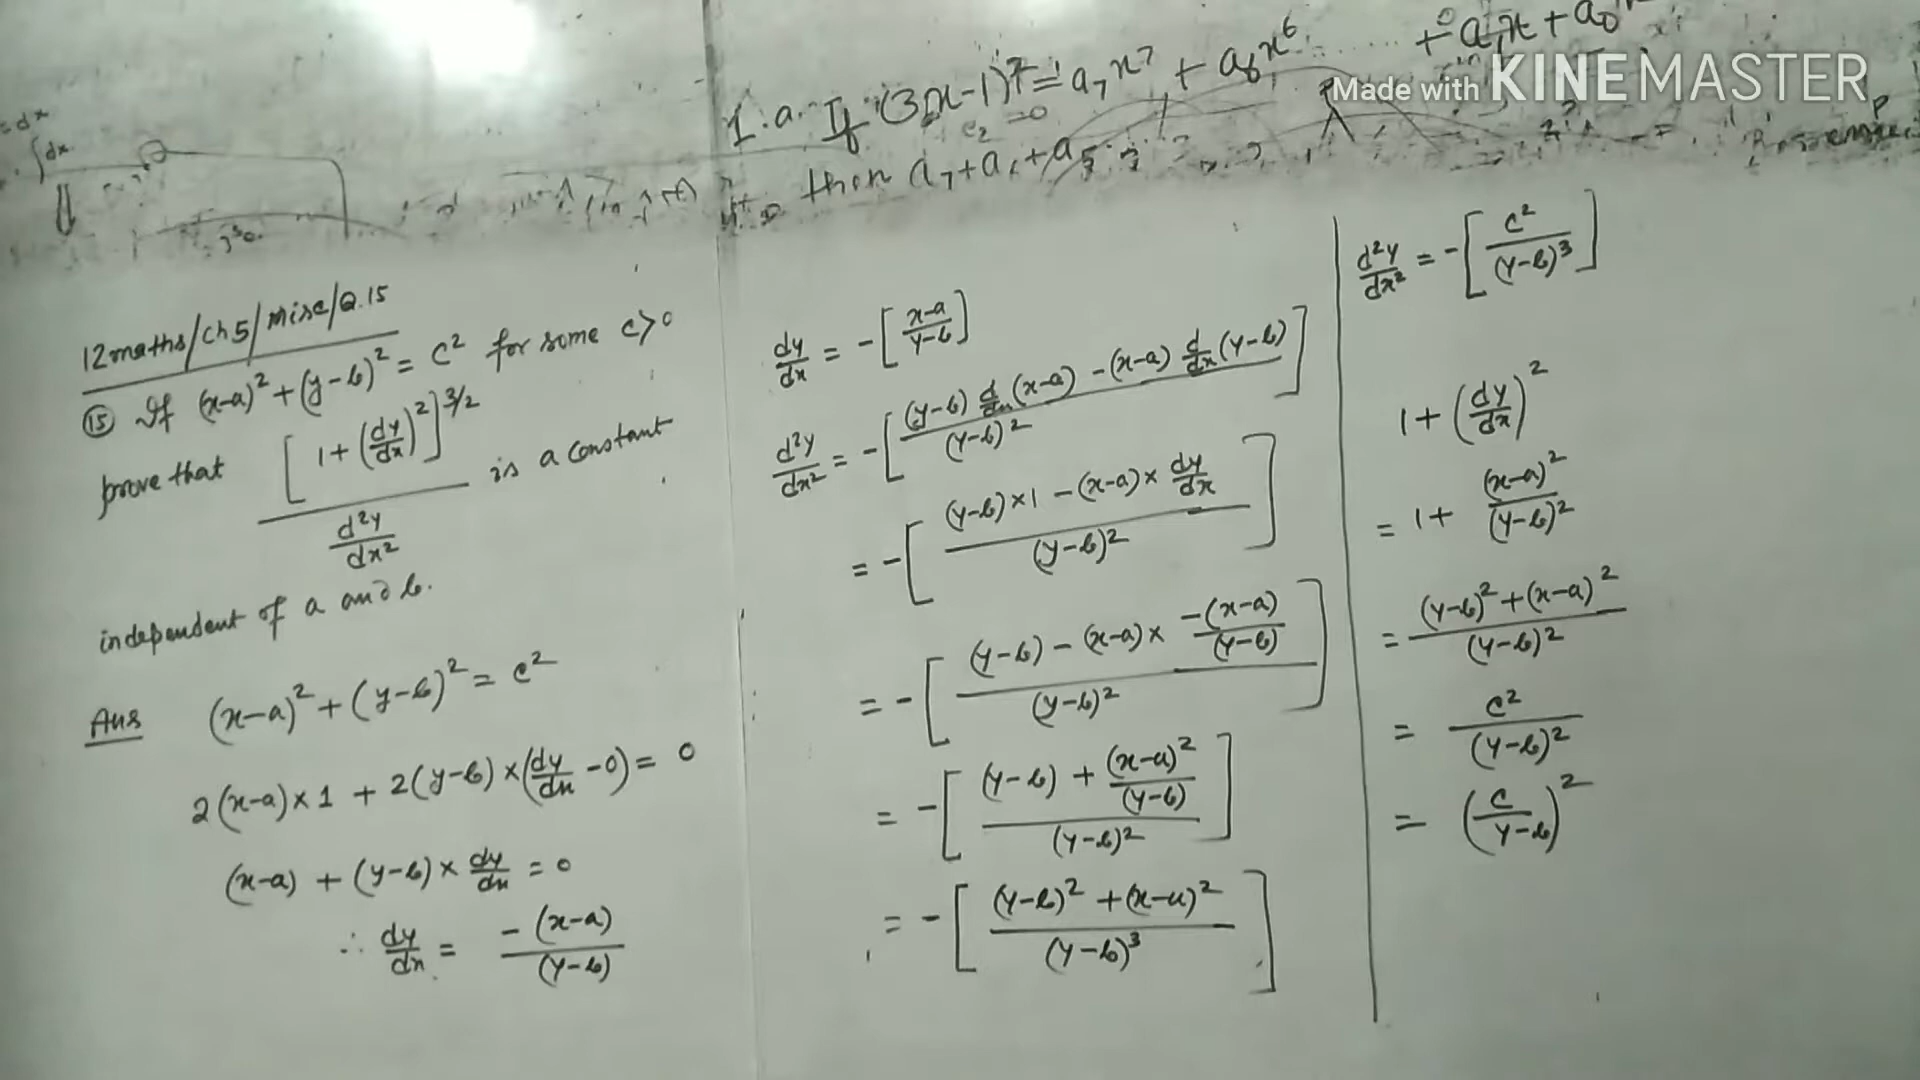 Made with KINEMASTER
1.a. If (3x-1)^7 = a_7 x^7 + a_6 x^6 ...... + a_1 x + a_0
then a_7 + a_6 + a_5
= dx
∫dx
12maths/Ch5/Misc/Q.15
⑮ If (x-a)^2 + (y-b)^2 = c^2 for some c>0
prove that [1+(dy/dx)^2]^3/2 / d^2y/dx^2 is a constant
independent of a and b.
Ans (x-a)^2 + (y-b)^2 = c^2
2(x-a)×1 + 2(y-b)×(dy/dx -0) = 0
(x-a) + (y-b)× dy/dx = 0
∴ dy/dx = -(x-a)/(y-b)
dy/dx = -[x-a/y-b]
d^2y/dx^2 = -[(y-b) d/dx (x-a) - (x-a) d/dx (y-b) / (y-b)^2]
= -[(y-b)×1 - (x-a)× dy/dx / (y-b)^2]
= -[(y-b) - (x-a)× -(x-a)/(y-b) / (y-b)^2]
= -[(y-b) + (x-a)^2/(y-b) / (y-b)^2]
= -[(y-b)^2 + (x-a)^2 / (y-b)^3]
d^2y/dx^2 = -[c^2/(y-b)^3]
1+(dy/dx)^2
= 1+ (x-a)^2/(y-b)^2
= (y-b)^2 + (x-a)^2 / (y-b)^2
= c^2/(y-b)^2
= (c/y-b)^2